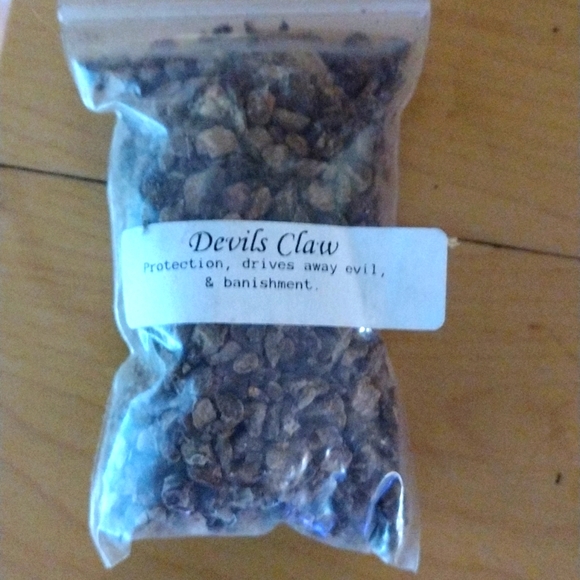 Devils Claw
Protection, drives away evil,
& banishment.